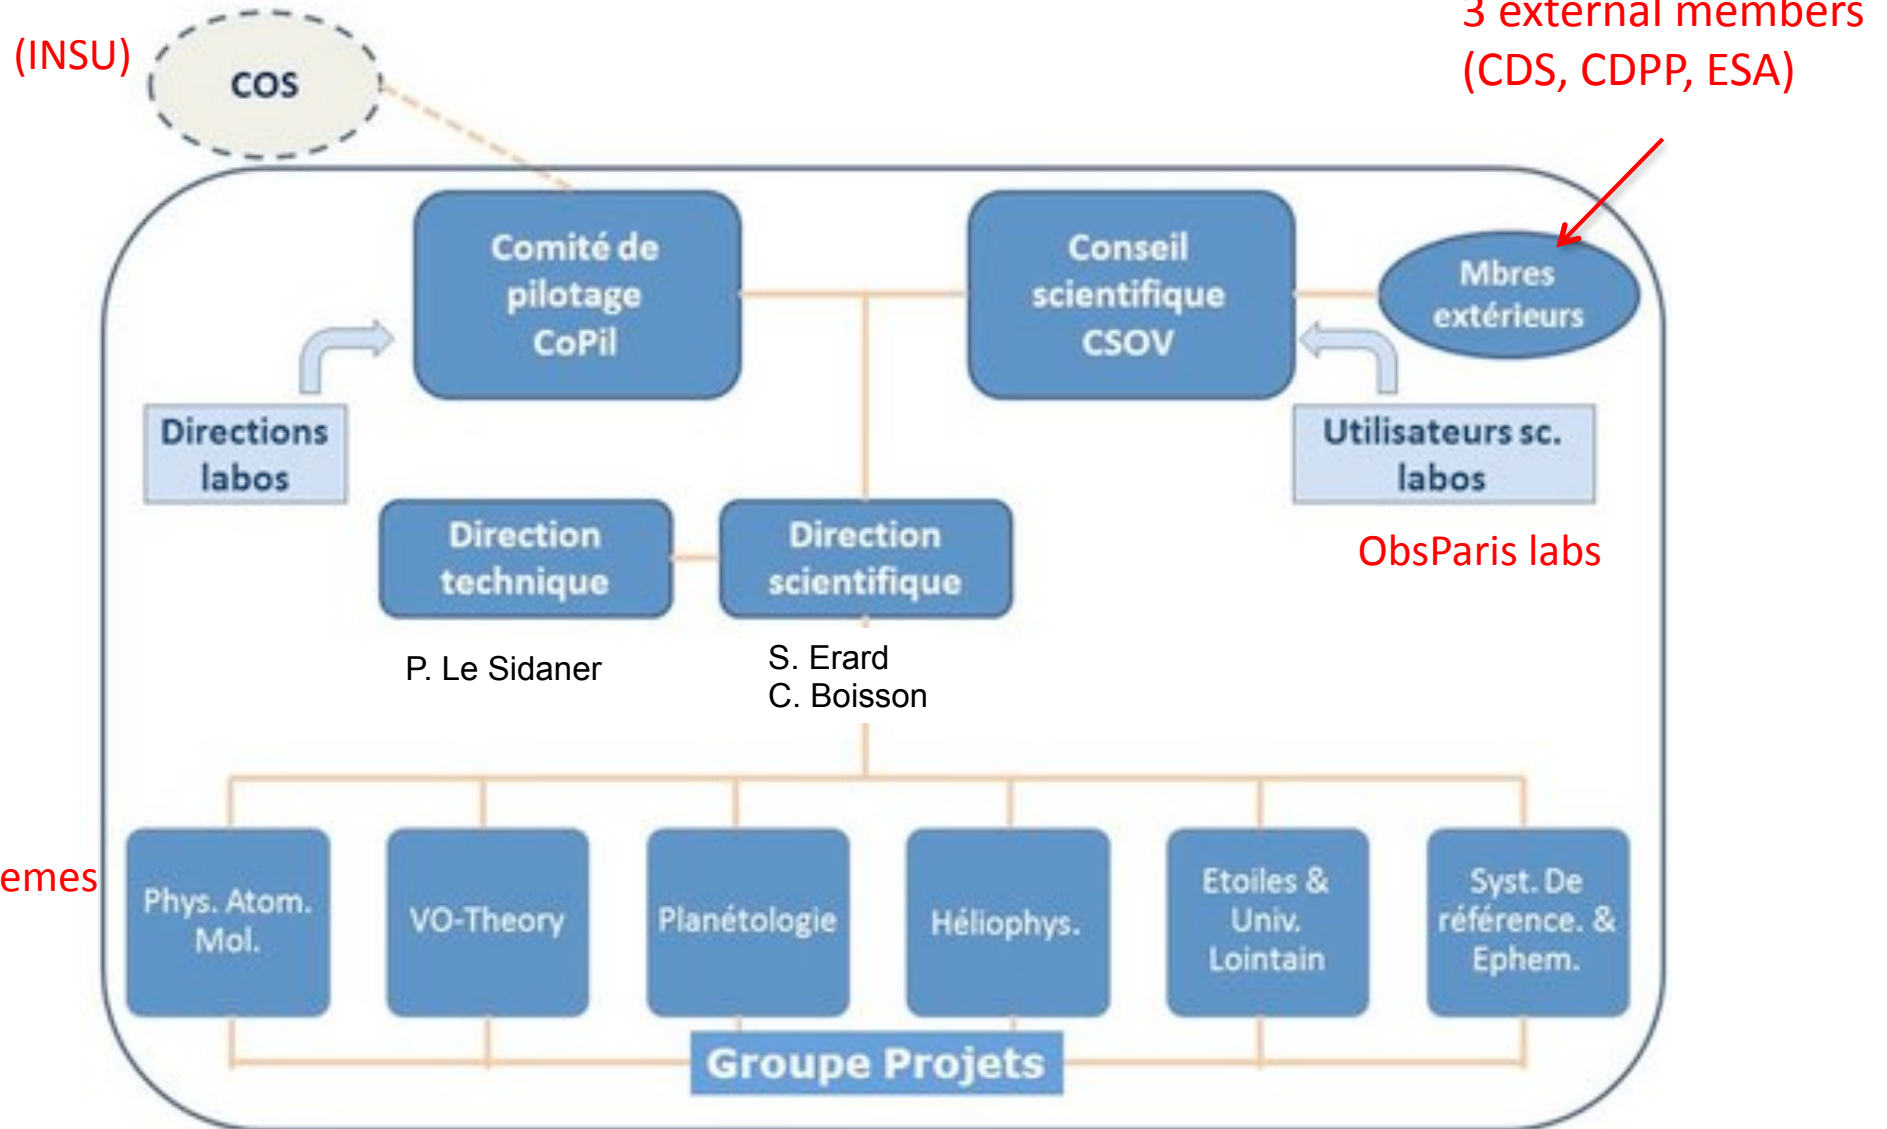 3 external members
(CDS, CDPP, ESA)
(INSU)
COS
Comité de
pilotage
CoPil
Conseil
scientifique
CSOV
Mbres
extérieurs
Directions
labos
Utilisateurs sc.
labos
ObsParis labs
Direction
technique
Direction
scientifique
P. Le Sidaner
S. Erard
C. Boisson
emes
Phys. Atom.
Mol.
VO-Theory
Planétologie
Héliophys.
Etoiles &
Univ.
Lointain
Syst. De
référence. &
Ephem.
Groupe Projets